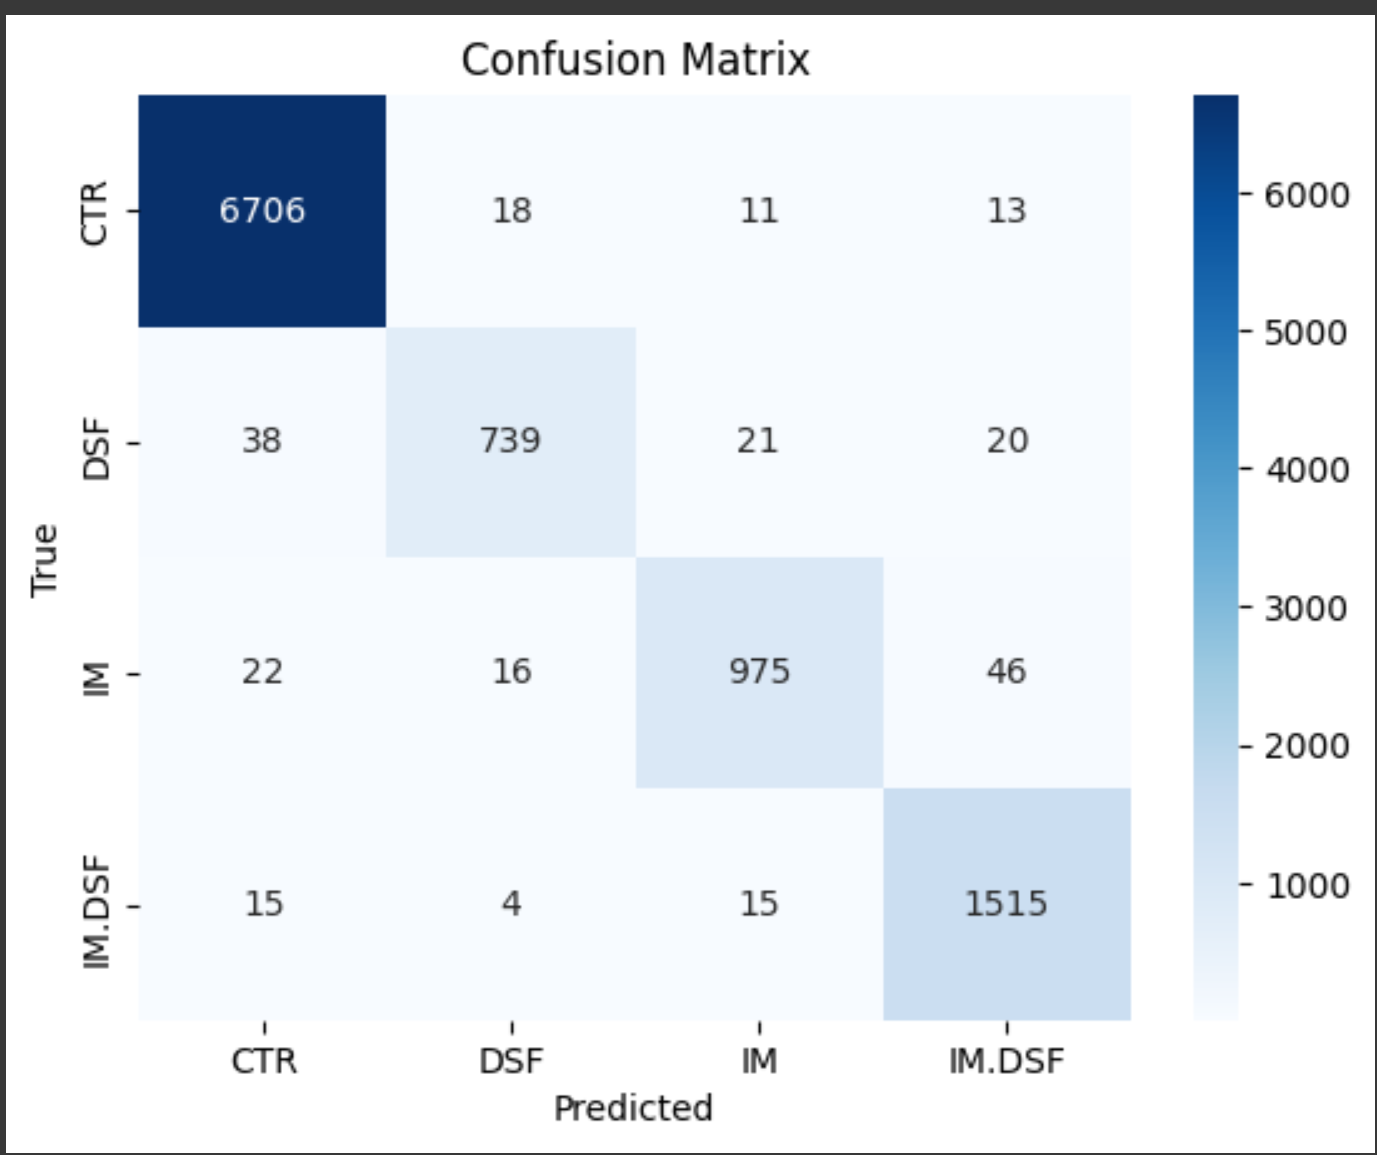 Confusion Matrix
CTR 6706 18 11 13
DSF 38 739 21 20
IM 22 16 975 46
IM.DSF 15 4 15 1515
CTR DSF IM IM.DSF
Predicted
True
6000
5000
4000
3000
2000
1000